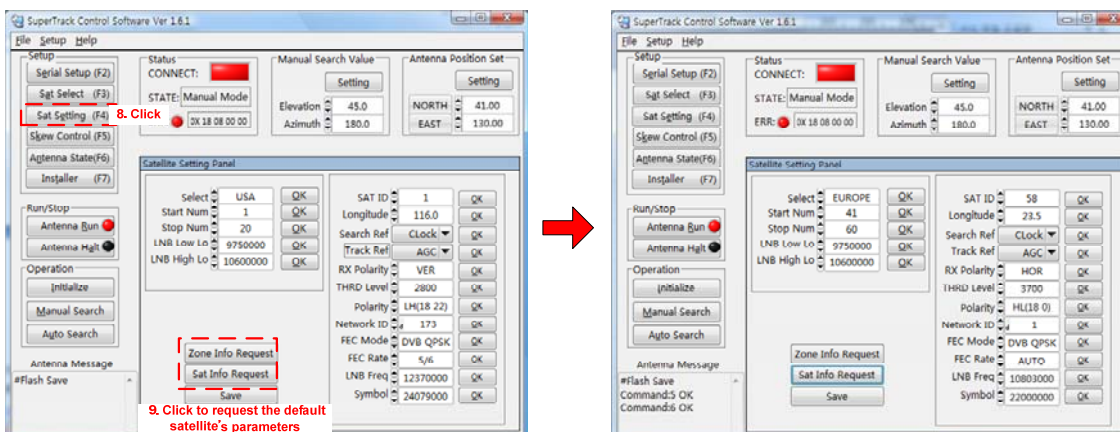 SuperTrack Control Software Ver 1.6.1
File Setup Help
Setup
Serial Setup (F2)
Sat Select (F3)
Sat Setting (F4)
8. Click
Skew Control (F5)
Antenna State(F6)
Installer (F7)
Run/Stop
Antenna Run
Antenna Halt
Operation
Initialize
Manual Search
Auto Search
Antenna Message
#Flash Save
Status
CONNECT:
STATE: Manual Mode
0X 18 08 00 00
Manual Search Value
Setting
Elevation 45.0
Azimuth 180.0
Antenna Position Set
Setting
NORTH 41.00
EAST 130.00
Satellite Setting Panel
Select USA OK
Start Num 1 OK
Stop Num 20 OK
LNB Low Lo 9750000 OK
LNB High Lo 10600000 OK
Zone Info Request
Sat Info Request
Save
9. Click to request the default
satellite's parameters
SAT ID 1 OK
Longitude 116.0 OK
Search Ref CLock OK
Track Ref AGC OK
RX Polarity VER OK
THRD Level 2800 OK
Polarity LH(18 22) OK
Network ID 173 OK
FEC Mode DVB QPSK OK
FEC Rate 5/6 OK
LNB Freq 12370000 OK
Symbol 24079000 OK
SuperTrack Control Software Ver 1.6.1
File Setup Help
Setup
Serial Setup (F2)
Sat Select (F3)
Sat Setting (F4)
Skew Control (F5)
Antenna State(F6)
Installer (F7)
Run/Stop
Antenna Run
Antenna Halt
Operation
Initialize
Manual Search
Auto Search
Antenna Message
#Flash Save
Command:5 OK
Command:6 OK
Status
CONNECT:
STATE: Manual Mode
ERR: 0X 18 08 00 00
Manual Search Value
Setting
Elevation 45.0
Azimuth 180.0
Antenna Position Set
Setting
NORTH 41.00
EAST 130.00
Satellite Setting Panel
Select EUROPE OK
Start Num 41 OK
Stop Num 60 OK
LNB Low Lo 9750000 OK
LNB High Lo 10600000 OK
Zone Info Request
Sat Info Request
Save
SAT ID 58 OK
Longitude 23.5 OK
Search Ref CLock OK
Track Ref AGC OK
RX Polarity HOR OK
THRD Level 3700 OK
Polarity HL(18 0) OK
Network ID 1 OK
FEC Mode DVB QPSK OK
FEC Rate AUTO OK
LNB Freq 10803000 OK
Symbol 22000000 OK